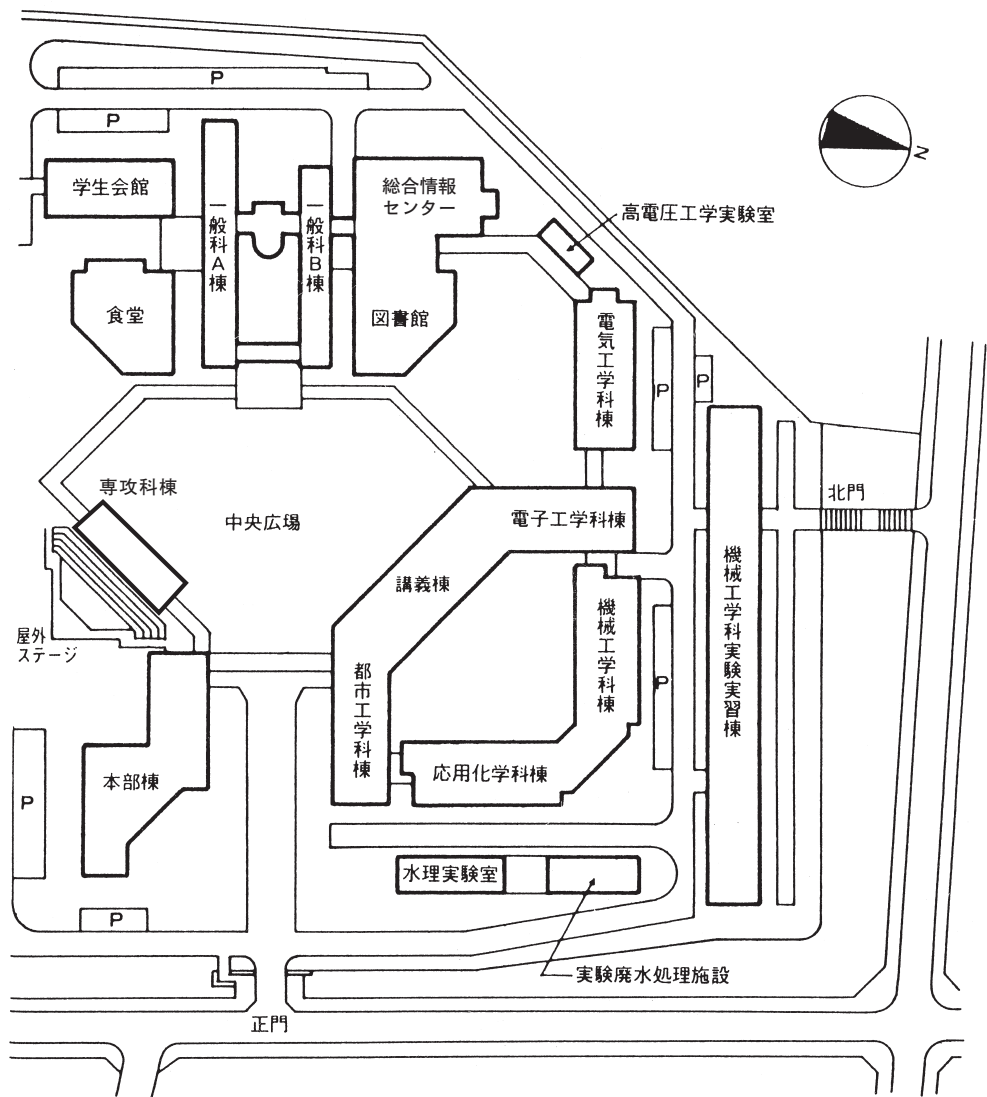 P
P
学生会館
一般科A棟
一般科B棟
総合情報
センター
高電圧工学実験室
N
食堂
図書館
電気工学科棟
P
P
専攻科棟
中央広場
電子工学科棟
北門
講義棟
機械工学科棟
機械工学科実験実習棟
屋外
ステージ
都市工学科棟
P
本部棟
応用化学科棟
P
水理実験室
P
実験廃水処理施設
正門